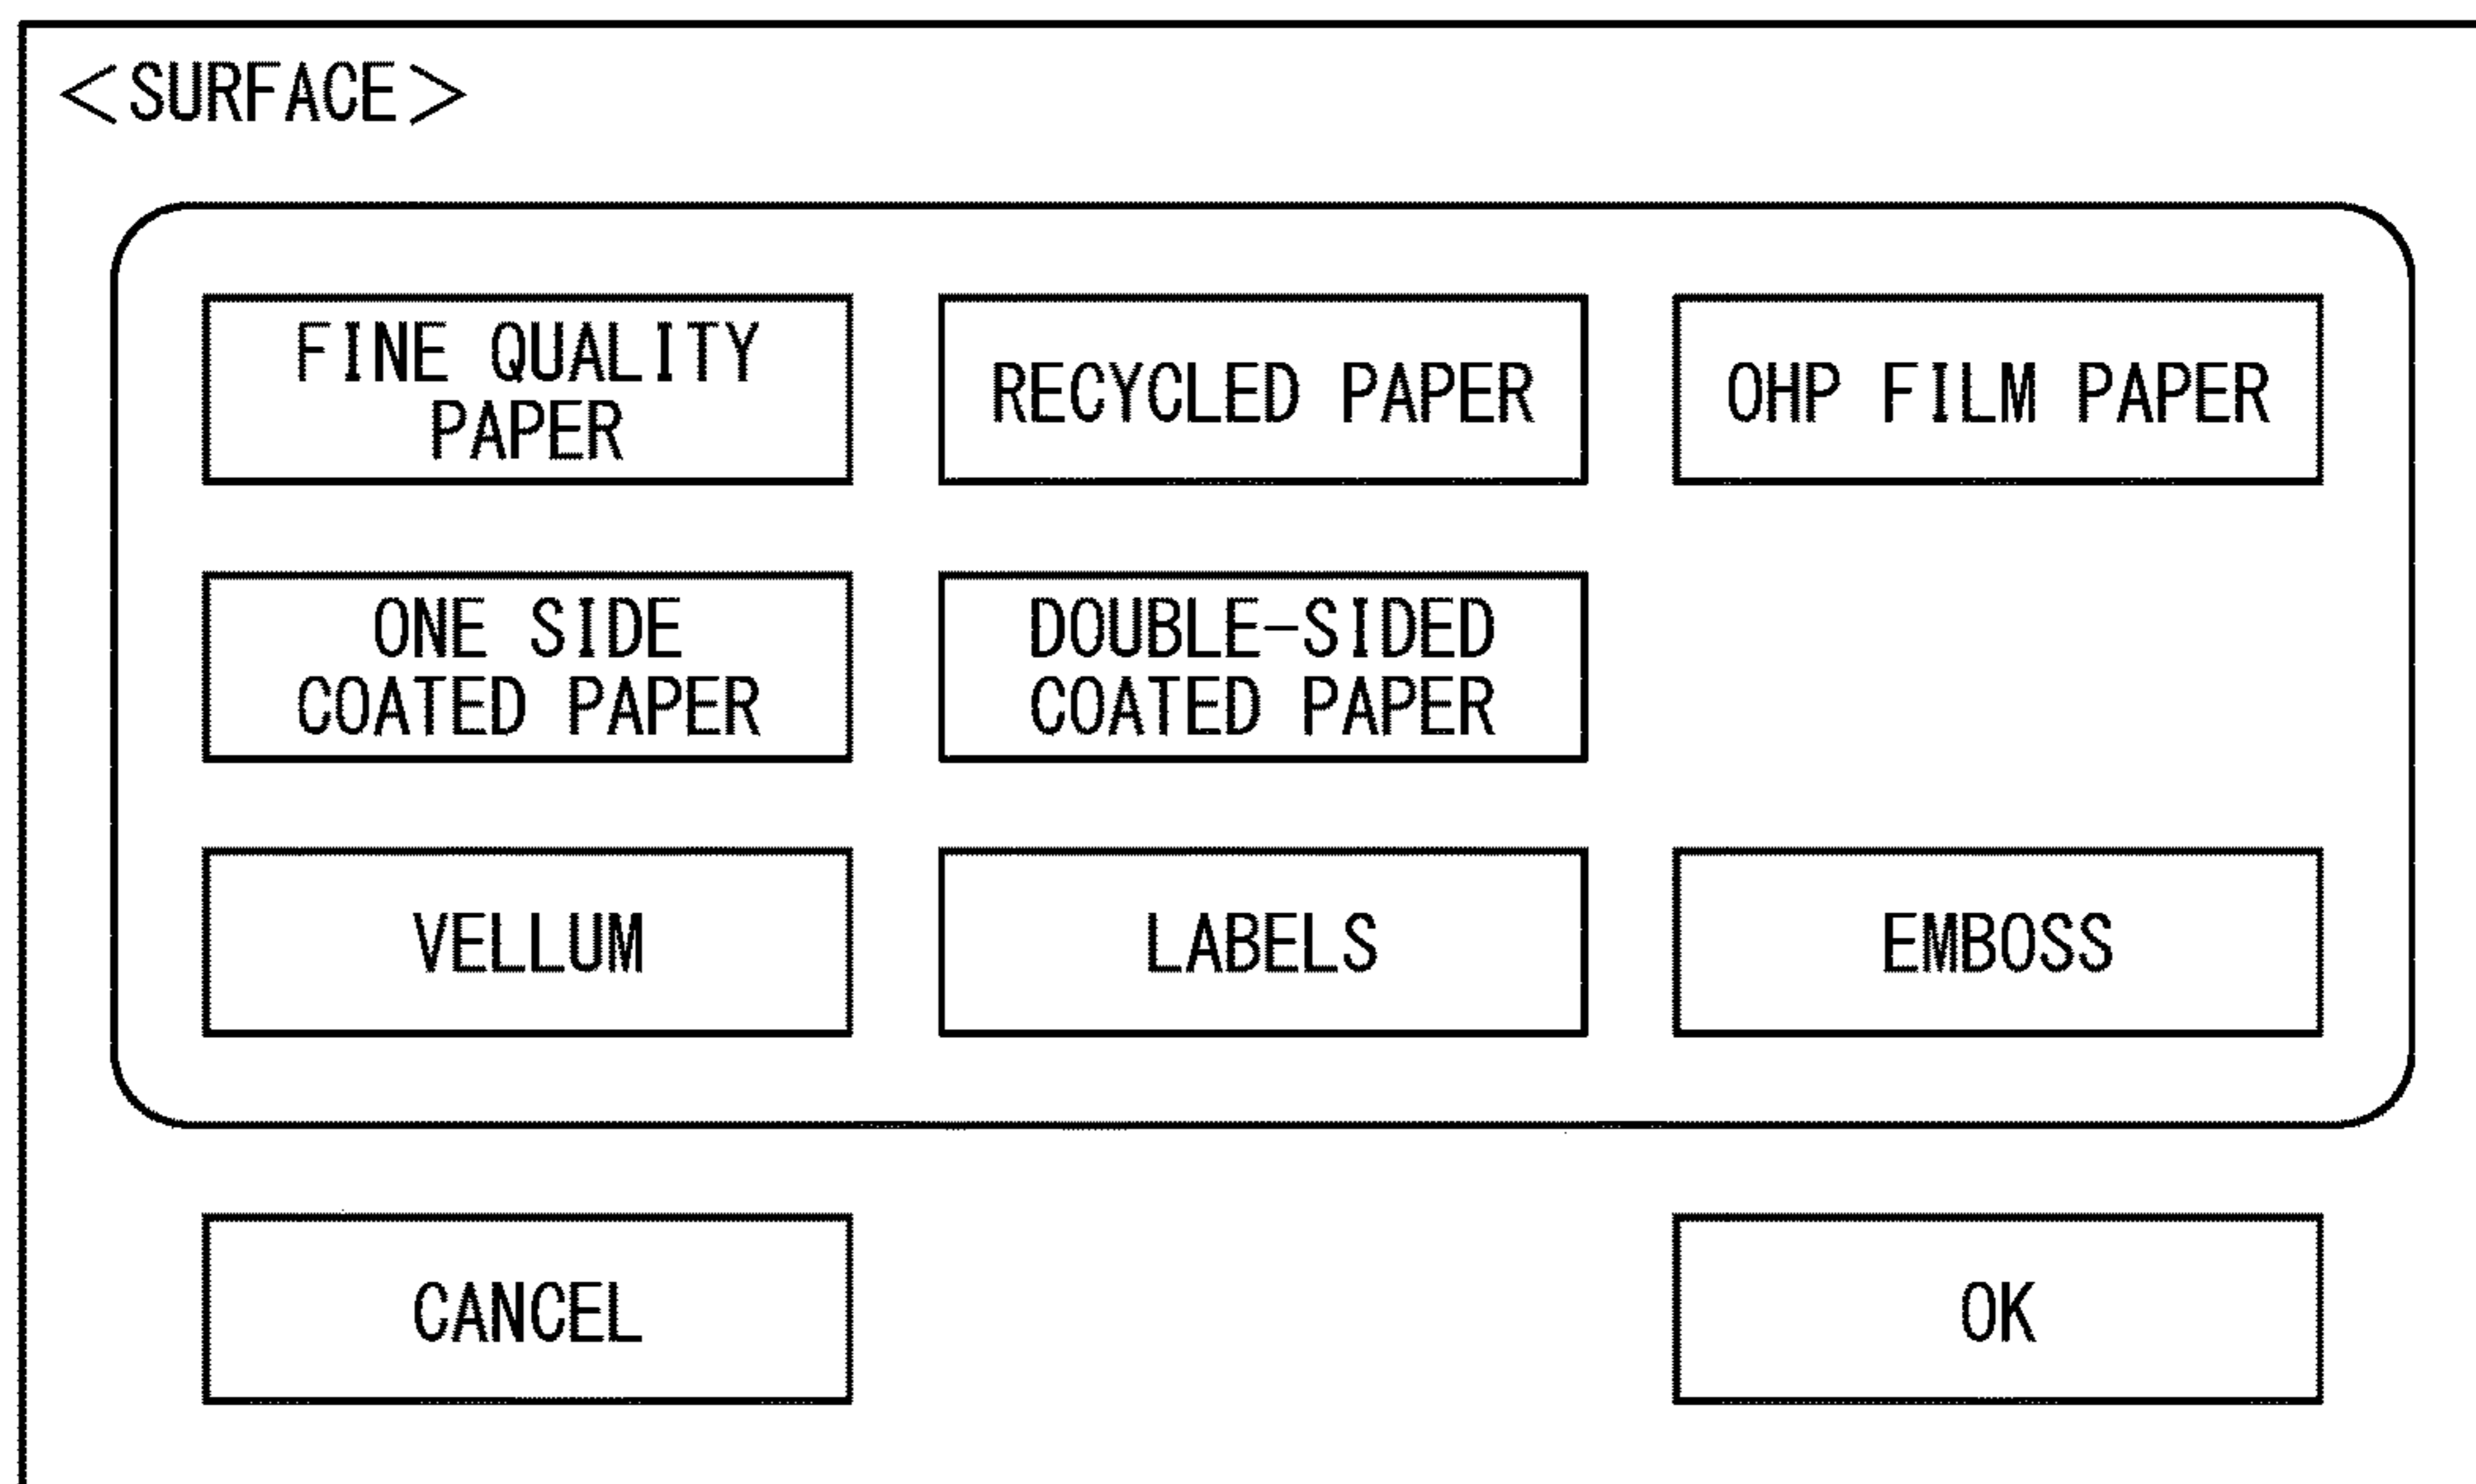 <SURFACE>
FINE QUALITY
PAPER
RECYCLED PAPER
OHP FILM PAPER
ONE SIDE
COATED PAPER
DOUBLE-SIDED
COATED PAPER
VELLUM
LABELS
EMBOSS
CANCEL
OK